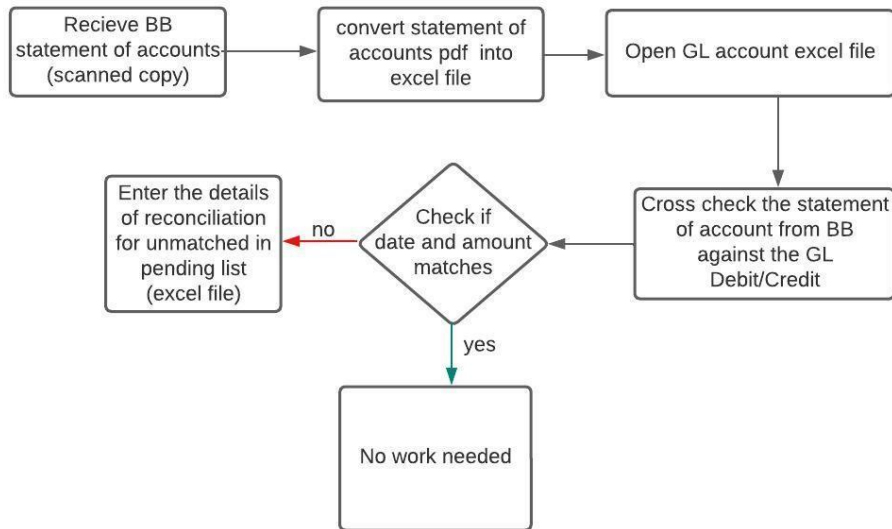 Recieve BB
statement of accounts
(scanned copy)
convert statement of
accounts pdf into
excel file
Open GL account excel file
Cross check the statement
of account from BB
against the GL
Debit/Credit
Check if
date and amount
matches
no
Enter the details
of reconciliation
for unmatched in
pending list
(excel file)
yes
No work needed